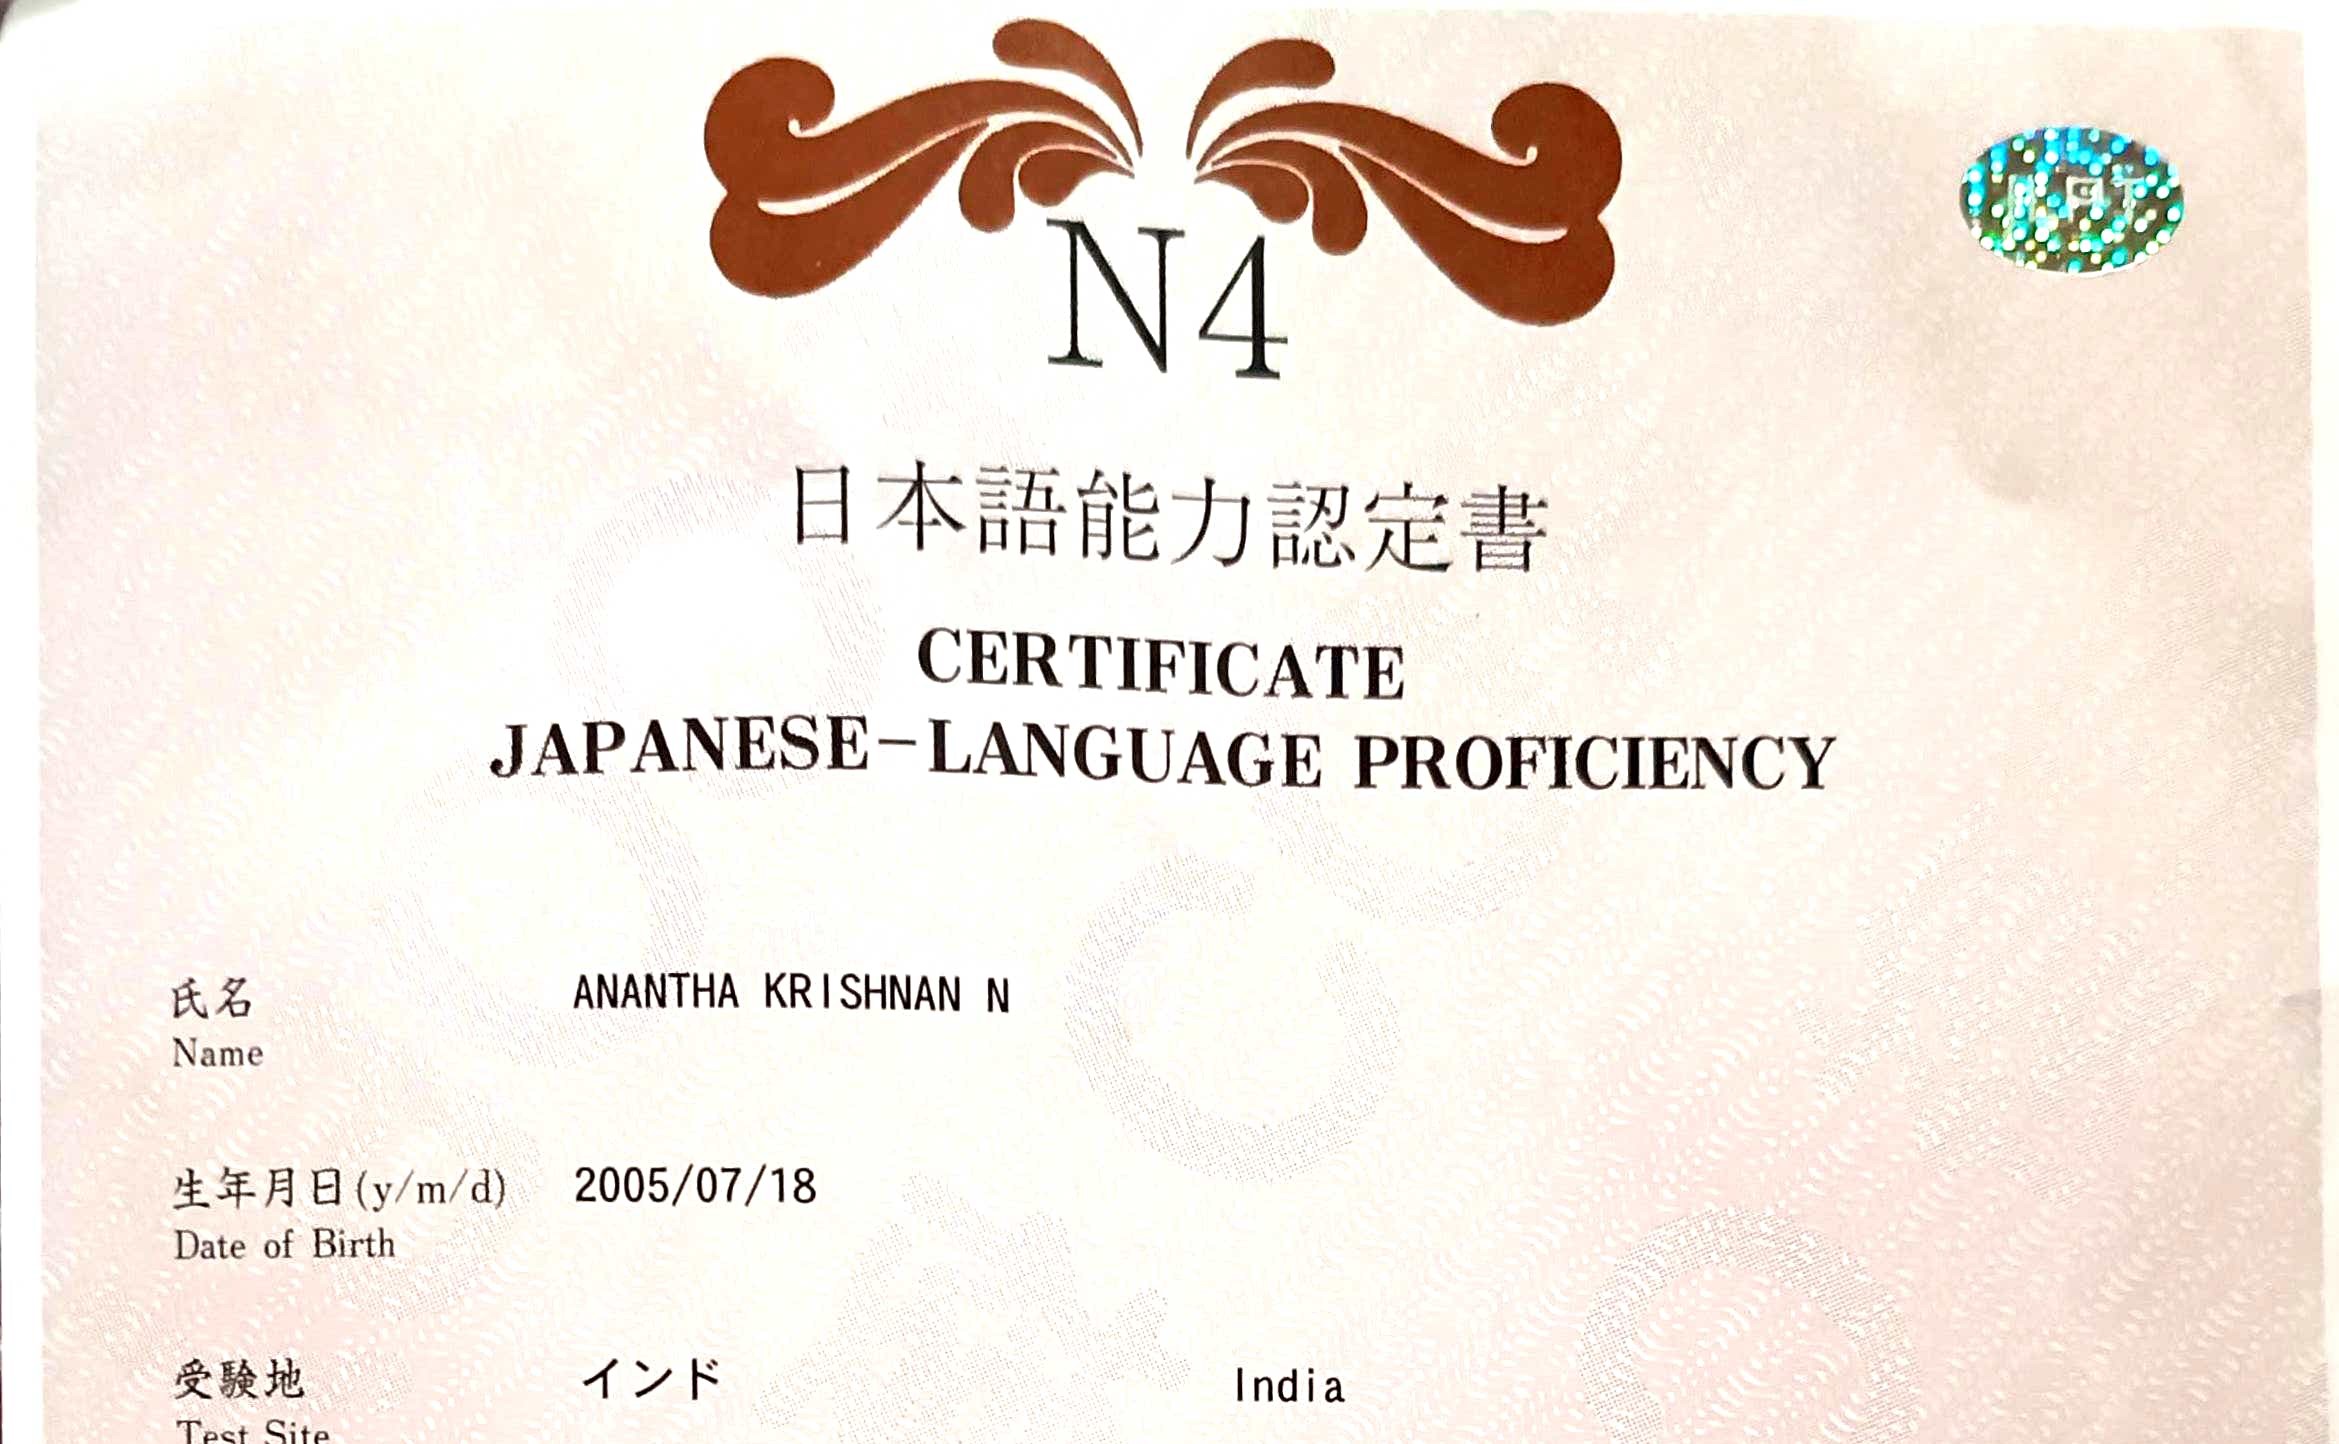 N4
日本語能力認定書
CERTIFICATE
JAPANESE-LANGUAGE PROFICIENCY
氏名 ANANTHA KRISHNAN N
Name
生年月日(y/m/d) 2005/07/18
Date of Birth
受験地 インド India
Test Site